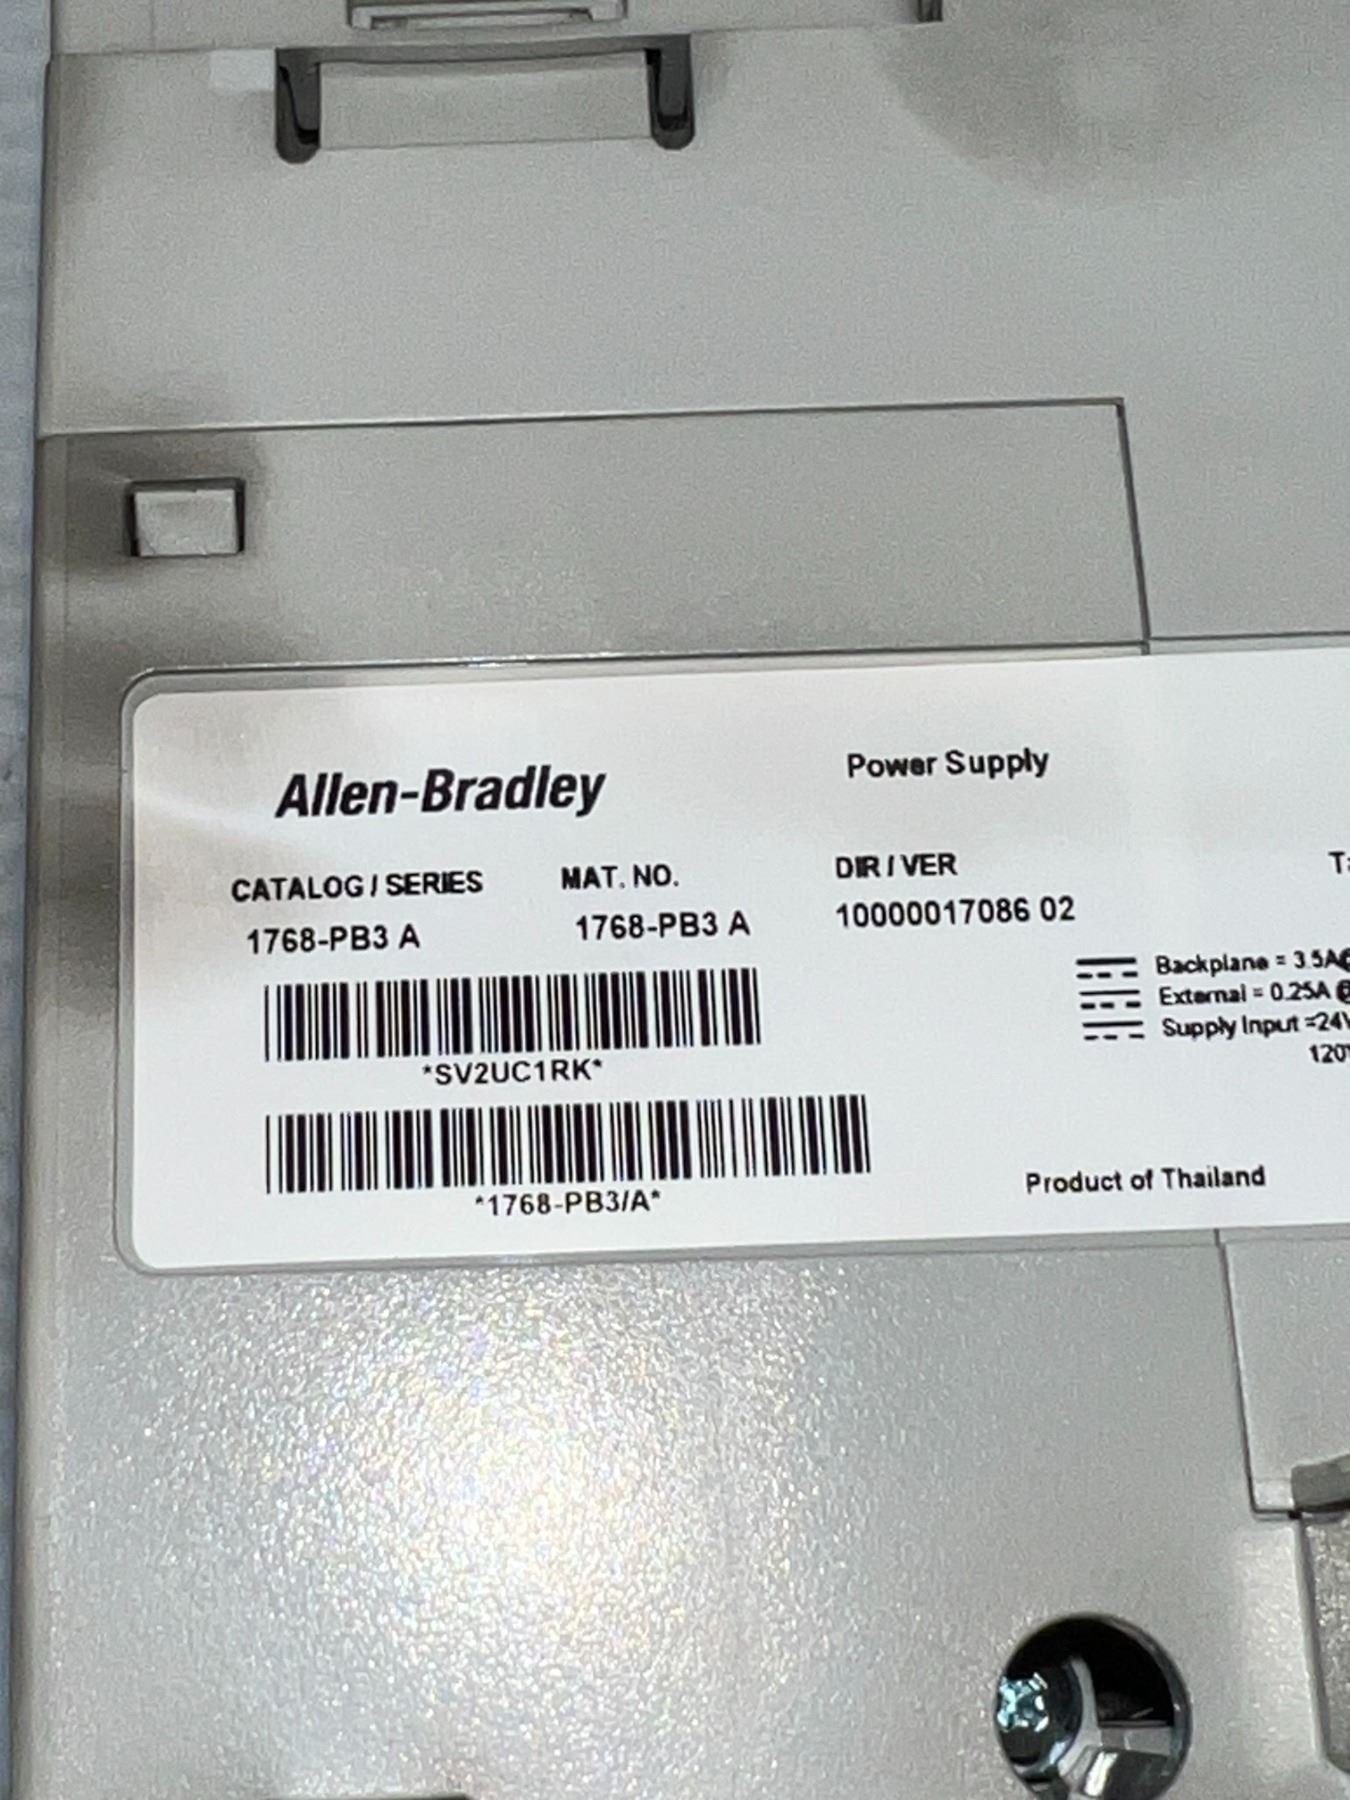 Allen-Bradley
Power Supply
CATALOG / SERIES
MAT. NO.
DIR / VER
1768-PB3 A
1768-PB3 A
10000017086 02
Backplane = 3.5A
External = 0.25A
Supply Input =24V
*SV2UC1RK*
*1768-PB3/A*
Product of Thailand